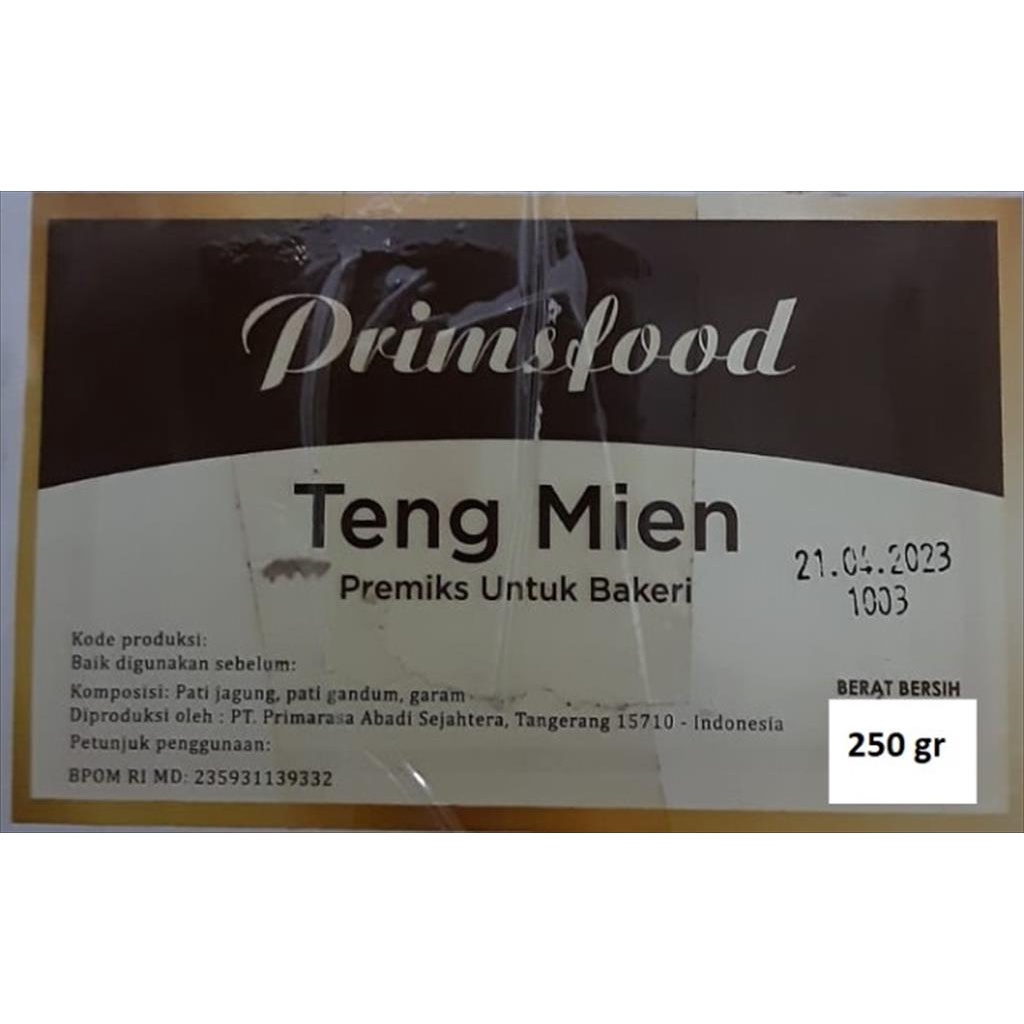 Prim'sfood
Teng Mien
Premiks Untuk Bakeri
21.04.2023
1003
Kode produksi:
Baik digunakan sebelum:
Komposisi: Pati jagung, pati gandum, garam
Diproduksi oleh : PT. Primarasa Abadi Sejahtera, Tangerang 15710 - Indonesia
Petunjuk penggunaan:
BPOM RI MD: 235931139332
BERAT BERSIH
250 gr